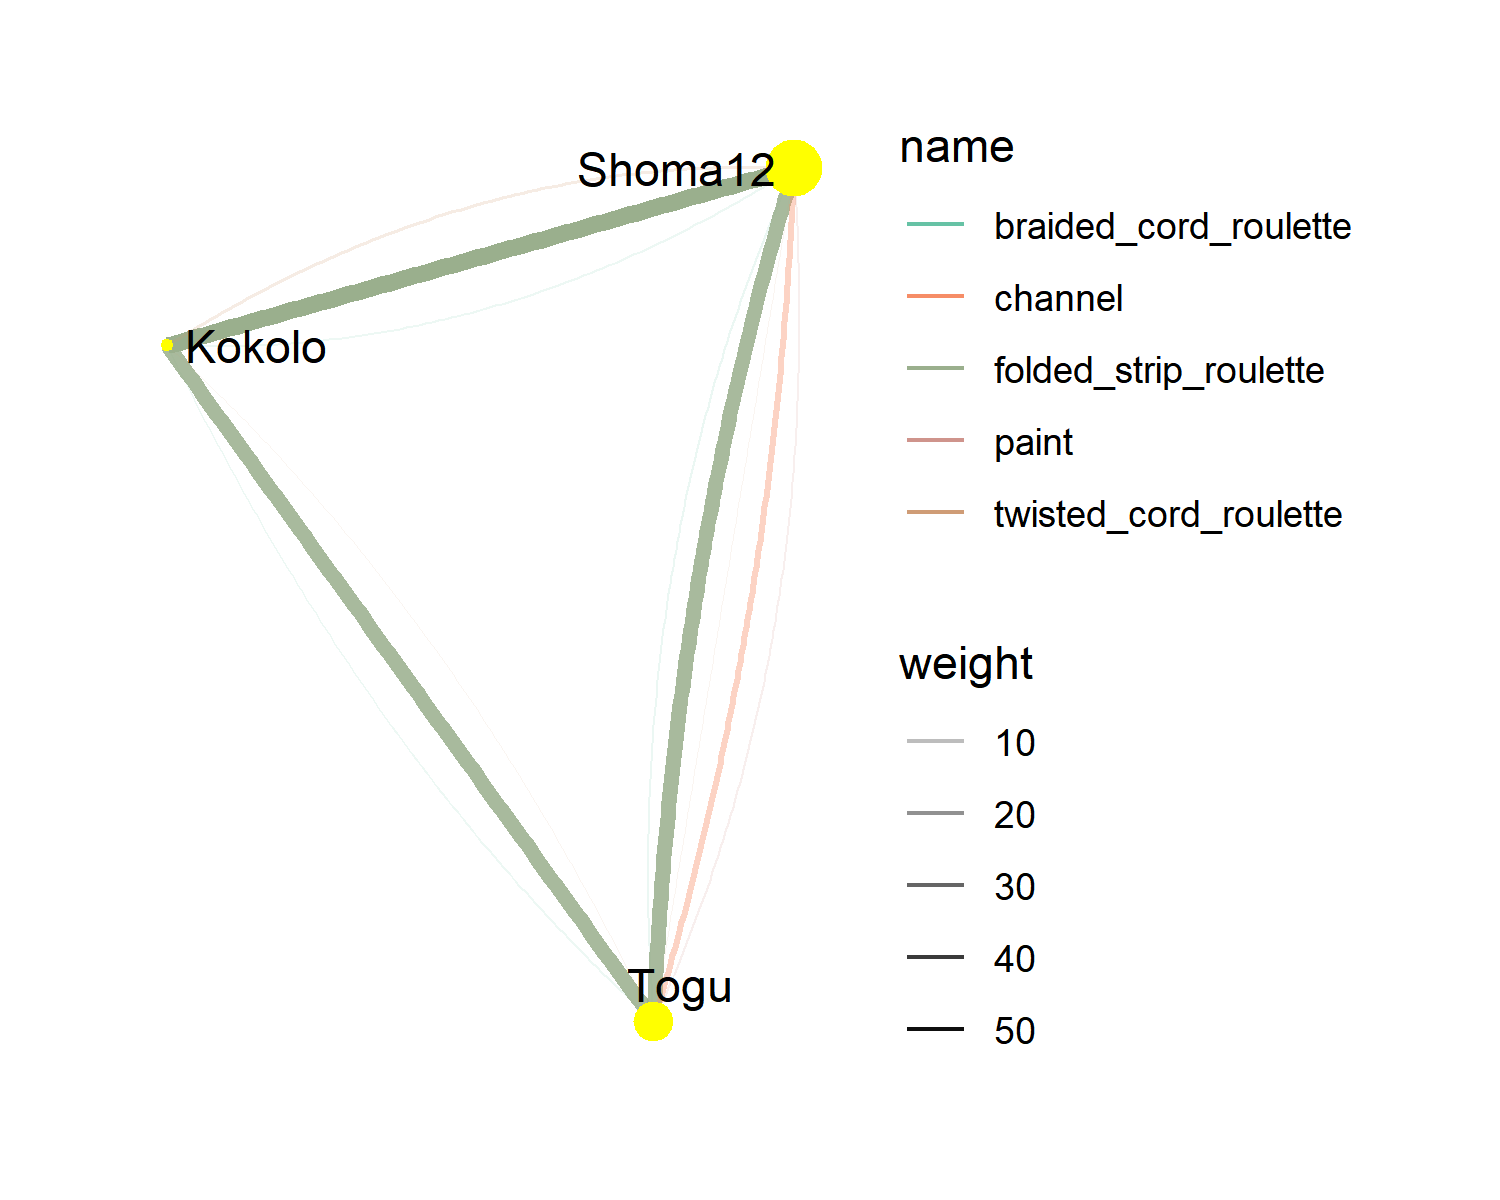 Shoma12
Kokolo
Togu
name
braided_cord_roulette
channel
folded_strip_roulette
paint
twisted_cord_roulette
weight
10
20
30
40
50